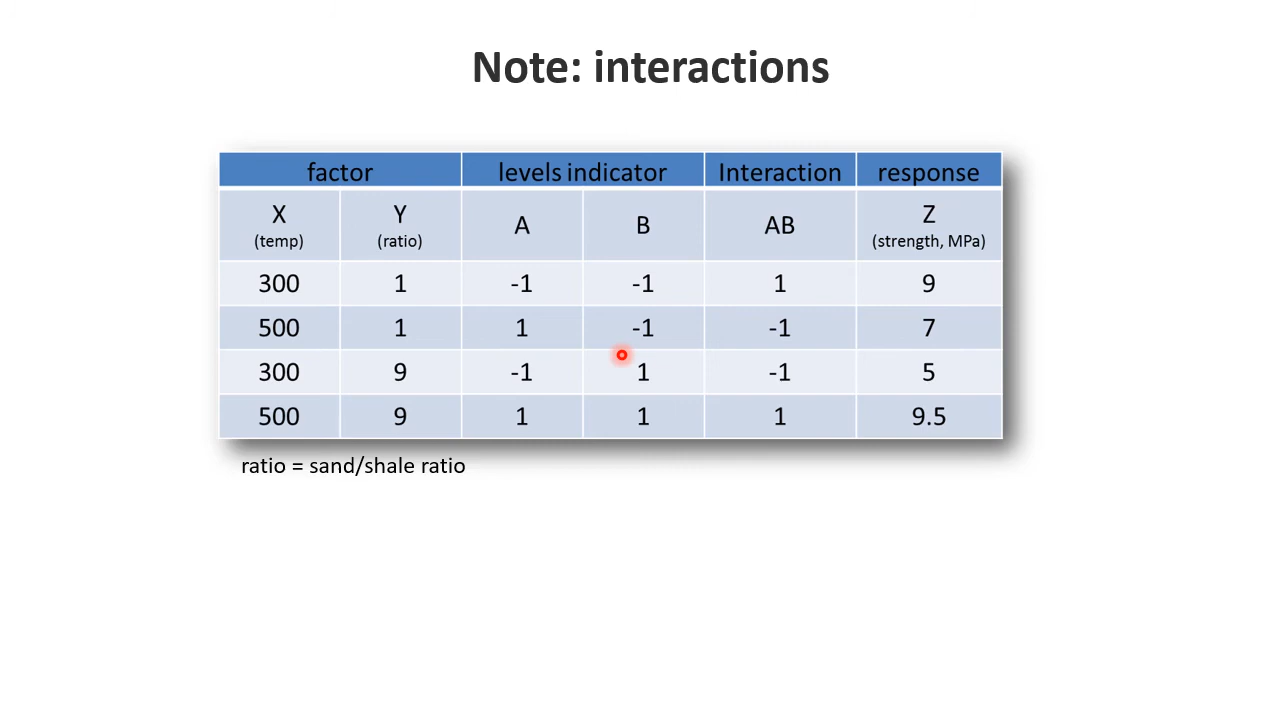 Note: interactions
factor levels indicator Interaction response
X Y A B AB Z
(temp) (ratio) (strength, MPa)
300 1 -1 -1 1 9
500 1 1 -1 -1 7
300 9 -1 1 -1 5
500 9 1 1 1 9.5
ratio = sand/shale ratio